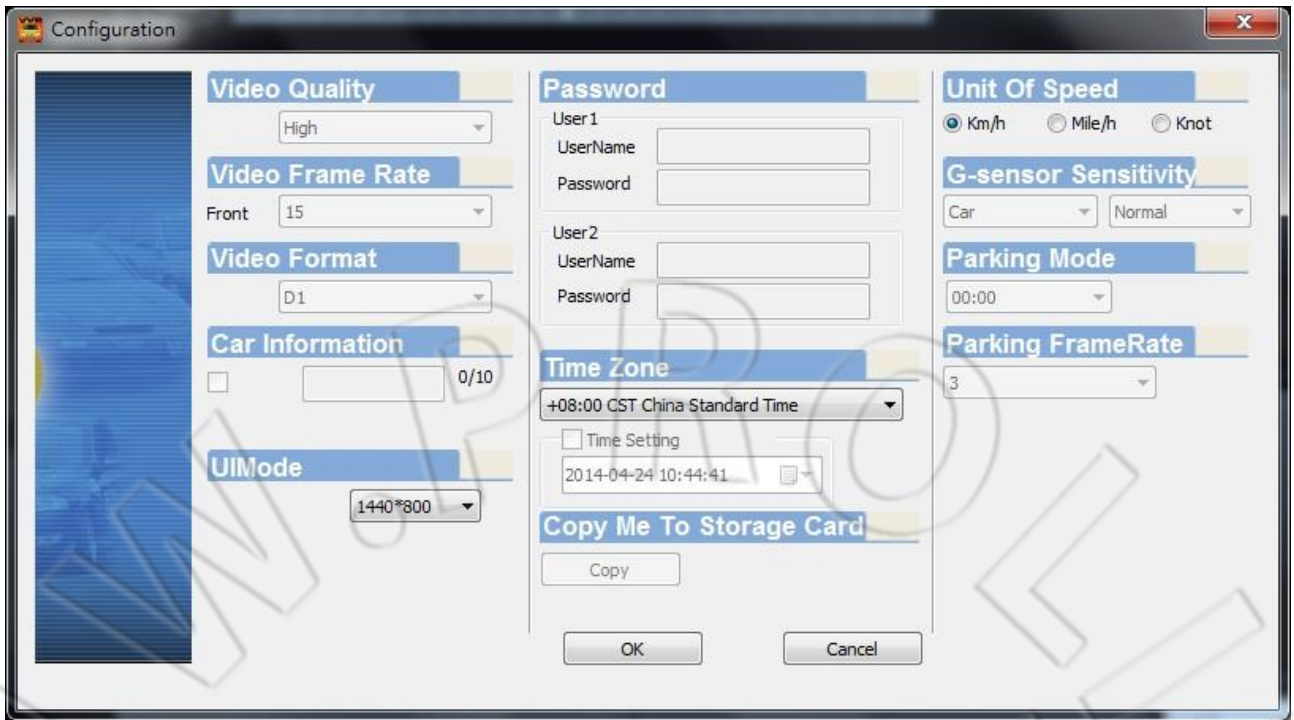 Configuration
Video Quality
High
Video Frame Rate
Front 15
Video Format
D1
Car Information
0/10
UIMode
1440*800
Password
User1
UserName
Password
User2
UserName
Password
Time Zone
+08:00 CST China Standard Time
Time Setting
2014-04-24 10:44:41
Copy Me To Storage Card
Copy
OK Cancel
Unit Of Speed
Km/h Mile/h Knot
G-sensor Sensitivity
Car Normal
Parking Mode
00:00
Parking FrameRate
3
W.PROLI